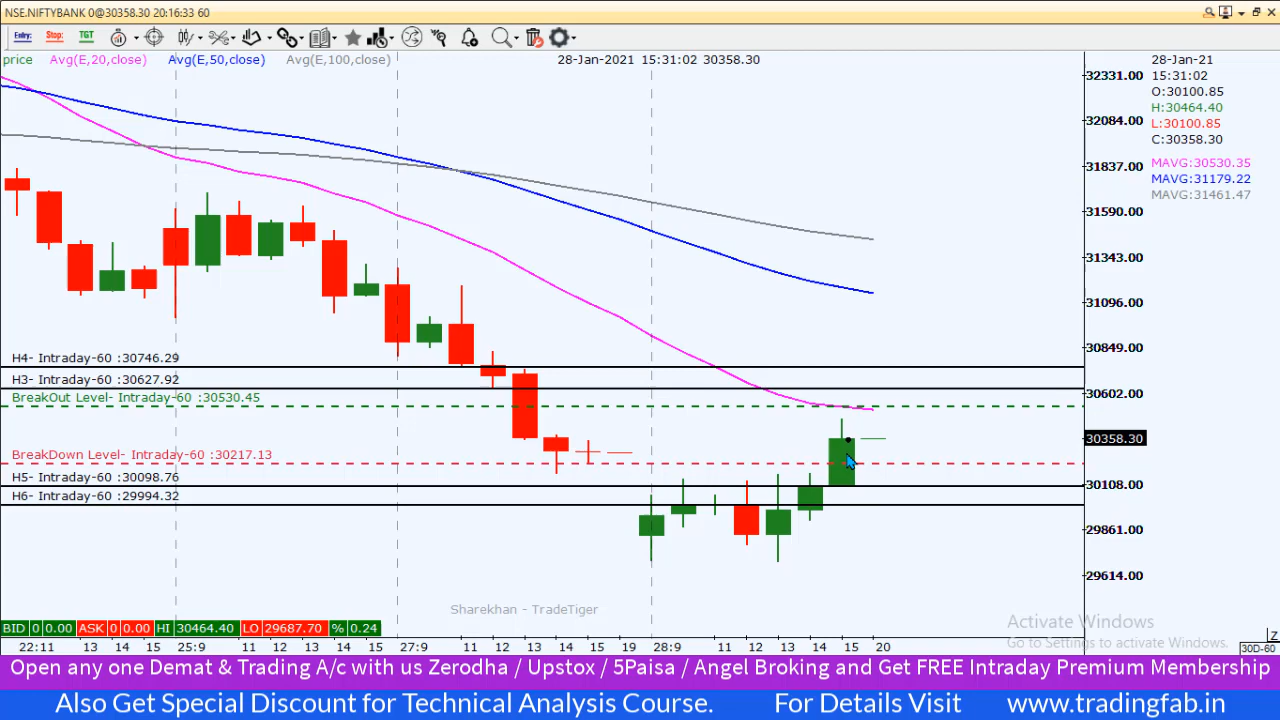 NSE.NIFTYBANK 0@30358.30 20:16:33 60
Entry: Stop: TGT
price Avg(E,20,close) Avg(E,50,close) Avg(E,100,close) 28-Jan-2021 15:31:02 30358.30
28-Jan-21
15:31:02
O:30100.85
H:30464.40
L:30100.85
C:30358.30
MAVG:30530.35
MAVG:31179.22
MAVG:31461.47
32331.00
32084.00
31837.00
31590.00
31343.00
31096.00
30849.00
30602.00
30358.30
30108.00
29861.00
29614.00
H4- Intraday-60 :30746.29
H3- Intraday-60 :30627.92
BreakOut Level- Intraday-60 :30530.45
BreakDown Level- Intraday-60 :30217.13
H5- Intraday-60 :30098.76
H6- Intraday-60 :29994.32
Sharekhan - TradeTiger
Activate Windows
Go to Settings to activate Windows.
BID 0 0.00 ASK 0 0.00 HI 30464.40 LO 29687.70 % 0.24
Z
22:11 13 14 15 25:9 11 12 13 14 15 27:9 11 12 13 14 15 19 28:9 11 12 13 14 15 20 30D-60
Open any one Demat & Trading A/c with us Zerodha / Upstox / 5Paisa / Angel Broking and Get FREE Intraday Premium Membership
Also Get Special Discount for Technical Analysis Course. For Details Visit www.tradingfab.in